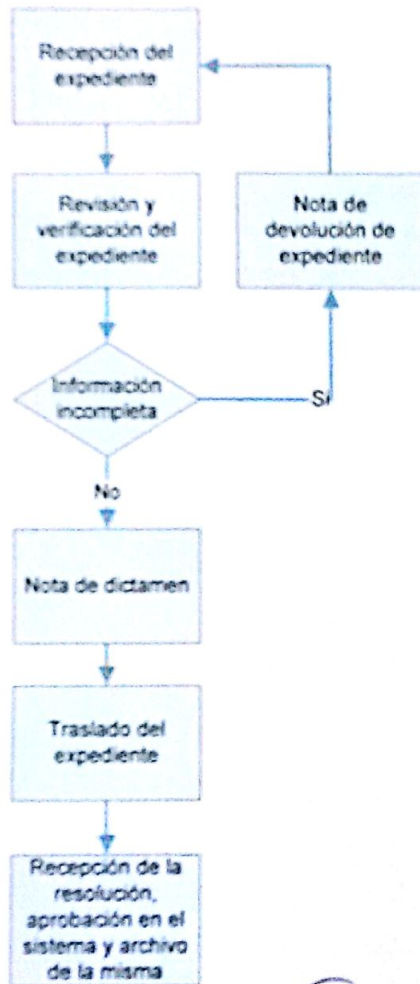 Recepción del
expediente
Revisión y
verificación del
expediente
Nota de
devolución de
expediente
Información
incompleta
Sí
No
Nota de dictamen
Traslado del
expediente
Recepción de la
resolución,
aprobación en el
sistema y archivo
de la misma